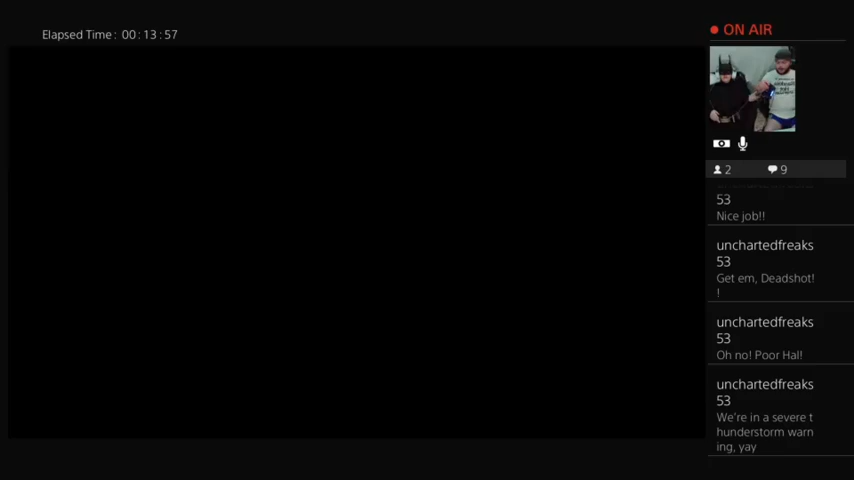 Elapsed Time: 00:13:57
ON AIR
2 9
53
Nice job!!
unchartedfreaks
53
Get em, Deadshot!
!
unchartedfreaks
53
Oh no! Poor Hal!
unchartedfreaks
53
We're in a severe t
hunderstorm warn
ing, yay